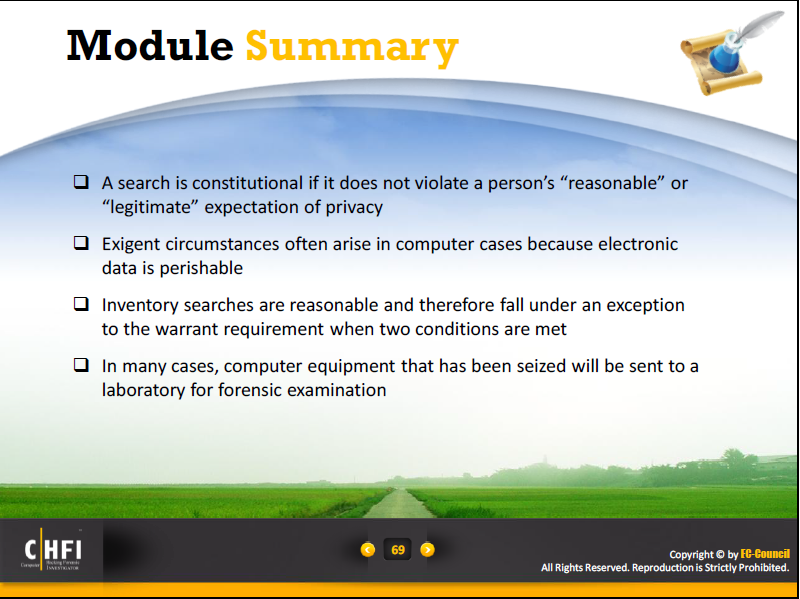 Module Summary
❑ A search is constitutional if it does not violate a person's “reasonable” or
“legitimate” expectation of privacy
❑ Exigent circumstances often arise in computer cases because electronic
data is perishable
❑ Inventory searches are reasonable and therefore fall under an exception
to the warrant requirement when two conditions are met
❑ In many cases, computer equipment that has been seized will be sent to a
laboratory for forensic examination
CHFI
Computer Hacking Forensic
INVESTIGATOR
69
Copyright © by EC-Council
All Rights Reserved. Reproduction is Strictly Prohibited.